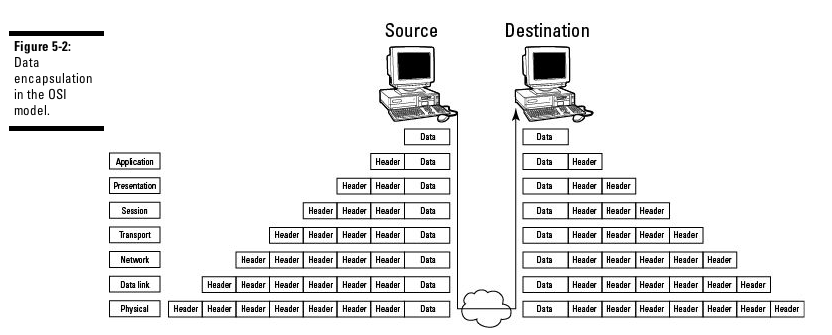 Figure 5-2:
Data
encapsulation
in the OSI
model.
Source Destination
Data Data
Application Header Data Data Header
Presentation Header Header Data Data Header Header
Session Header Header Header Data Data Header Header Header
Transport Header Header Header Header Data Data Header Header Header Header
Network Header Header Header Header Header Data Data Header Header Header Header Header
Data link Header Header Header Header Header Header Data Data Header Header Header Header Header Header
Physical Header Header Header Header Header Header Header Data Data Header Header Header Header Header Header Header